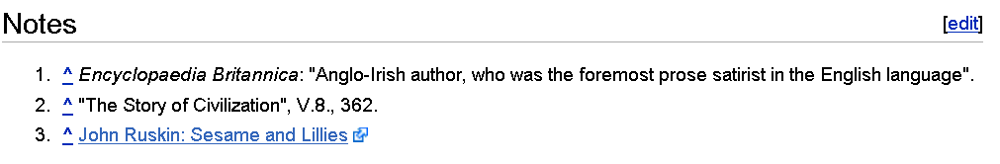 Notes [edit]
1. ^ Encyclopaedia Britannica: "Anglo-Irish author, who was the foremost prose satirist in the English language".
2. ^ "The Story of Civilization", V.8., 362.
3. ^ John Ruskin: Sesame and Lillies